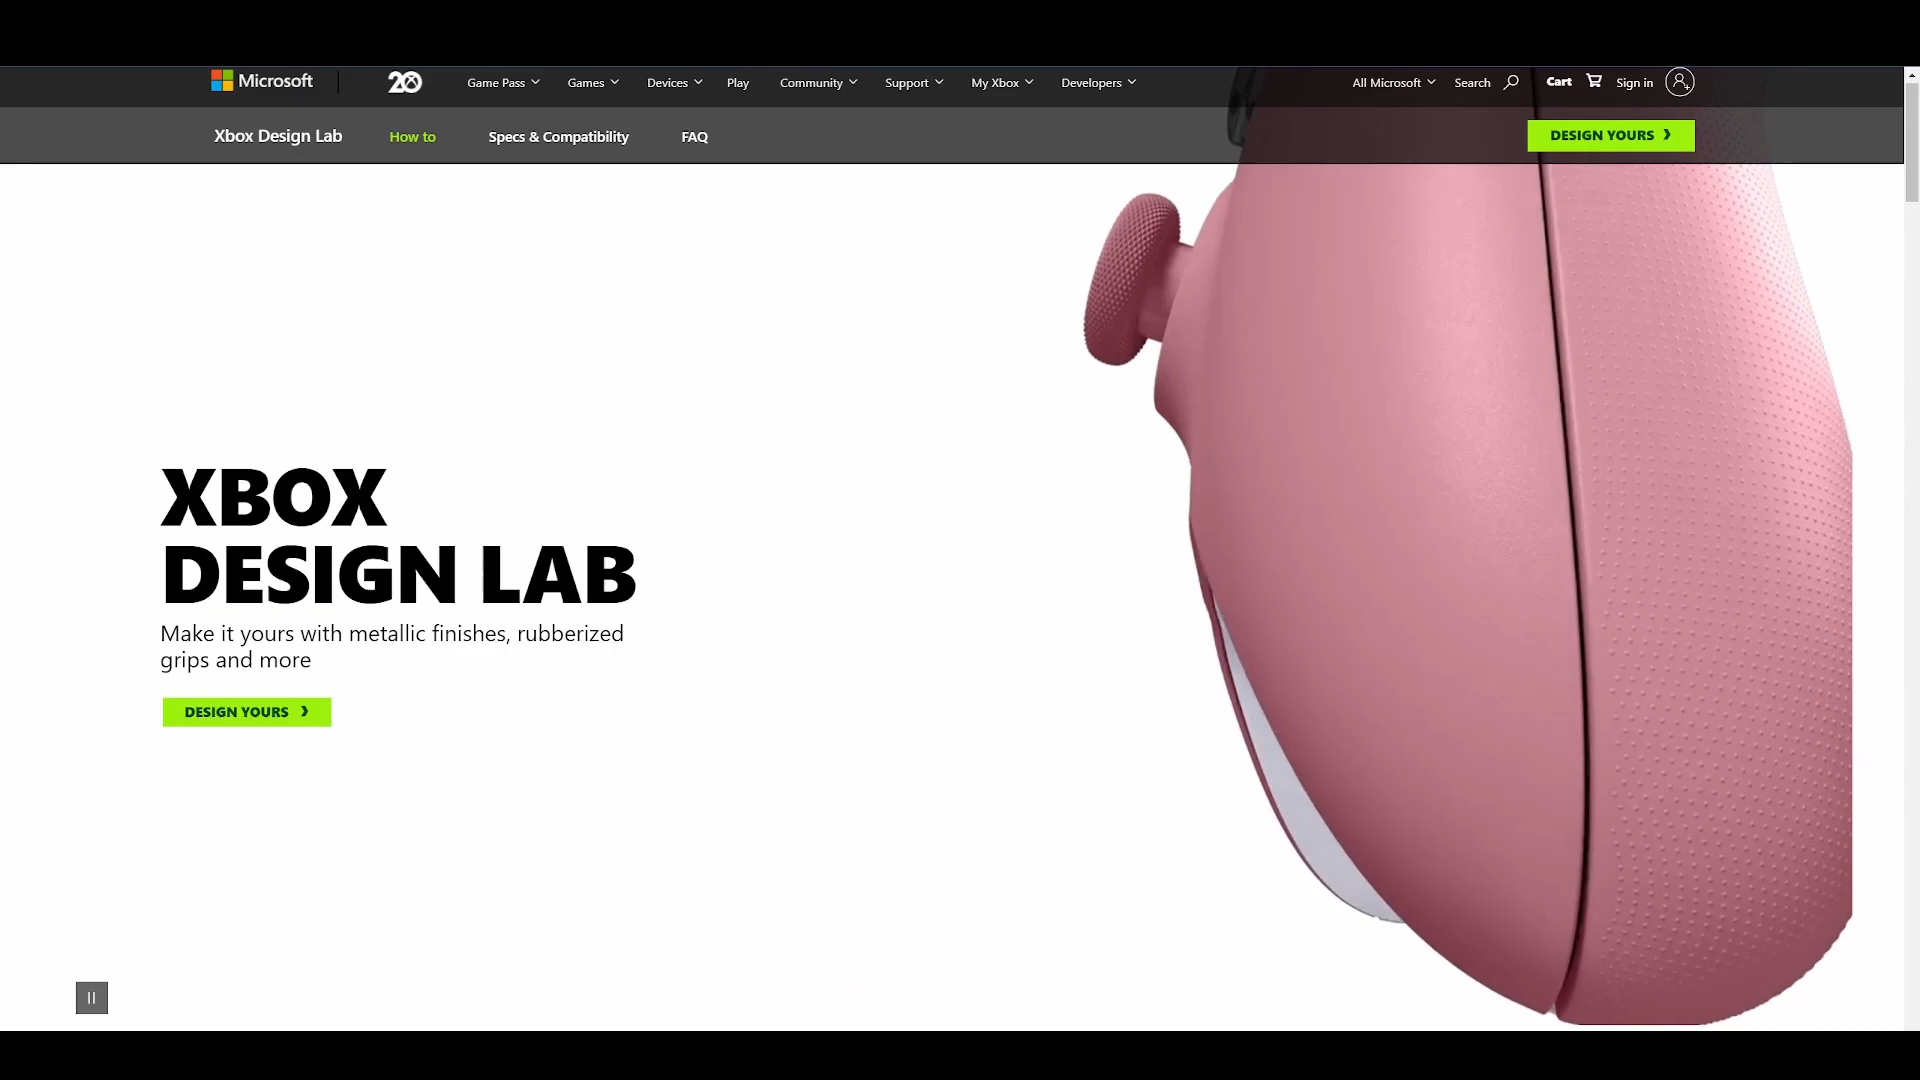 Microsoft
20
Game Pass
Games
Devices
Play
Community
Support
My Xbox
Developers
All Microsoft
Search
Cart
Sign in
Xbox Design Lab
How to
Specs & Compatibility
FAQ
DESIGN YOURS
XBOX
DESIGN LAB
Make it yours with metallic finishes, rubberized
grips and more
DESIGN YOURS